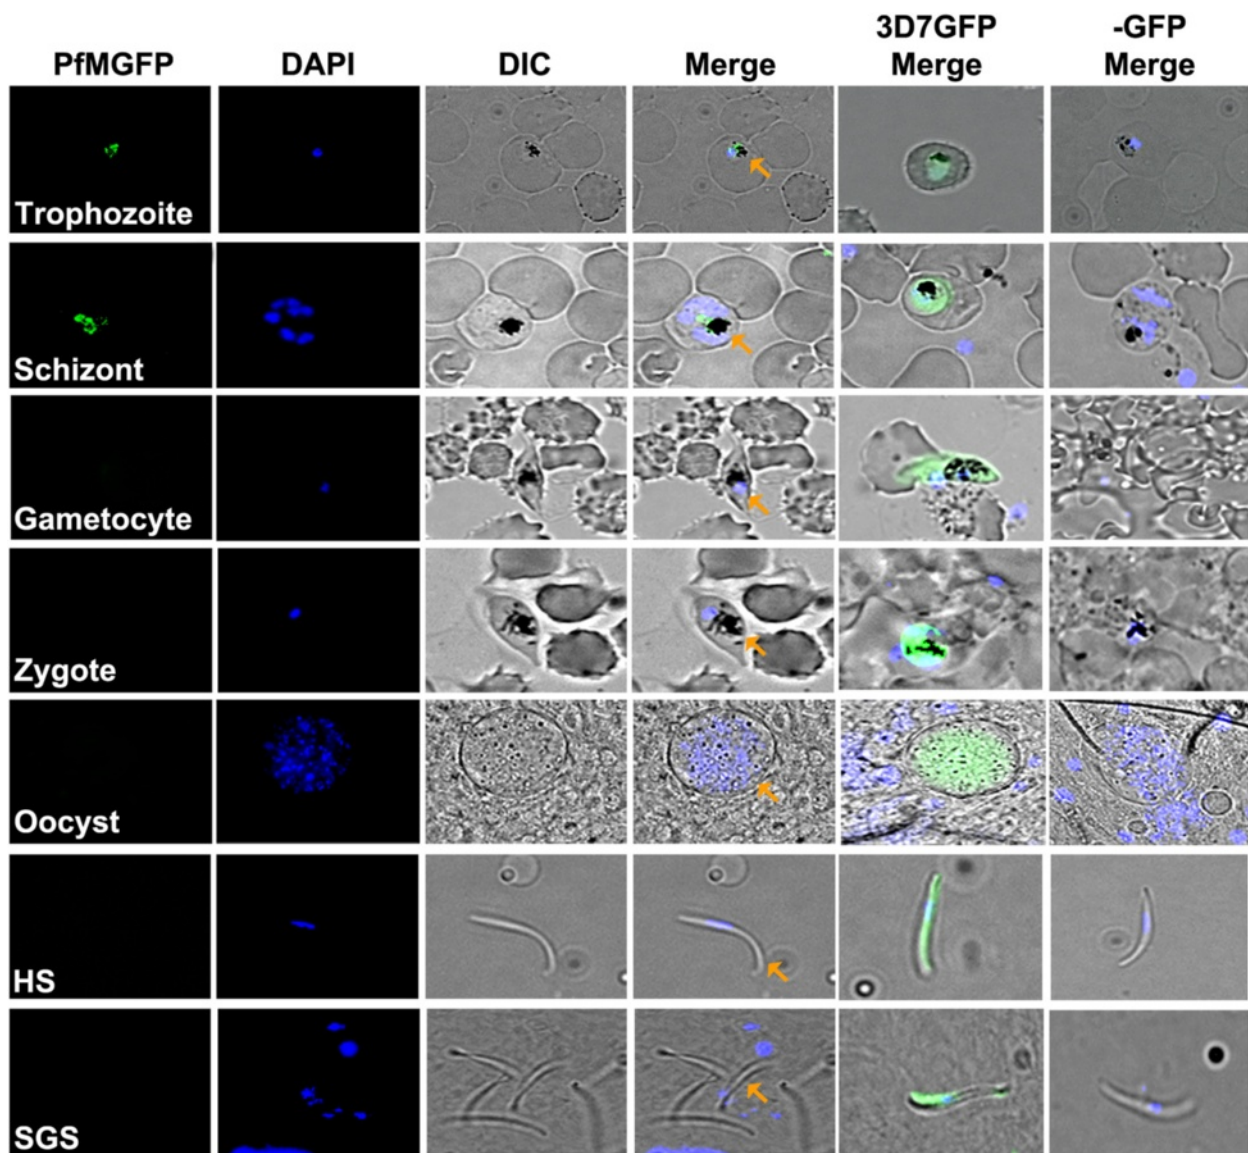 3D7GFP -GFP
PfMGFP DAPI DIC Merge Merge Merge
Trophozoite
Schizont
Gametocyte
Zygote
Oocyst
HS
SGS